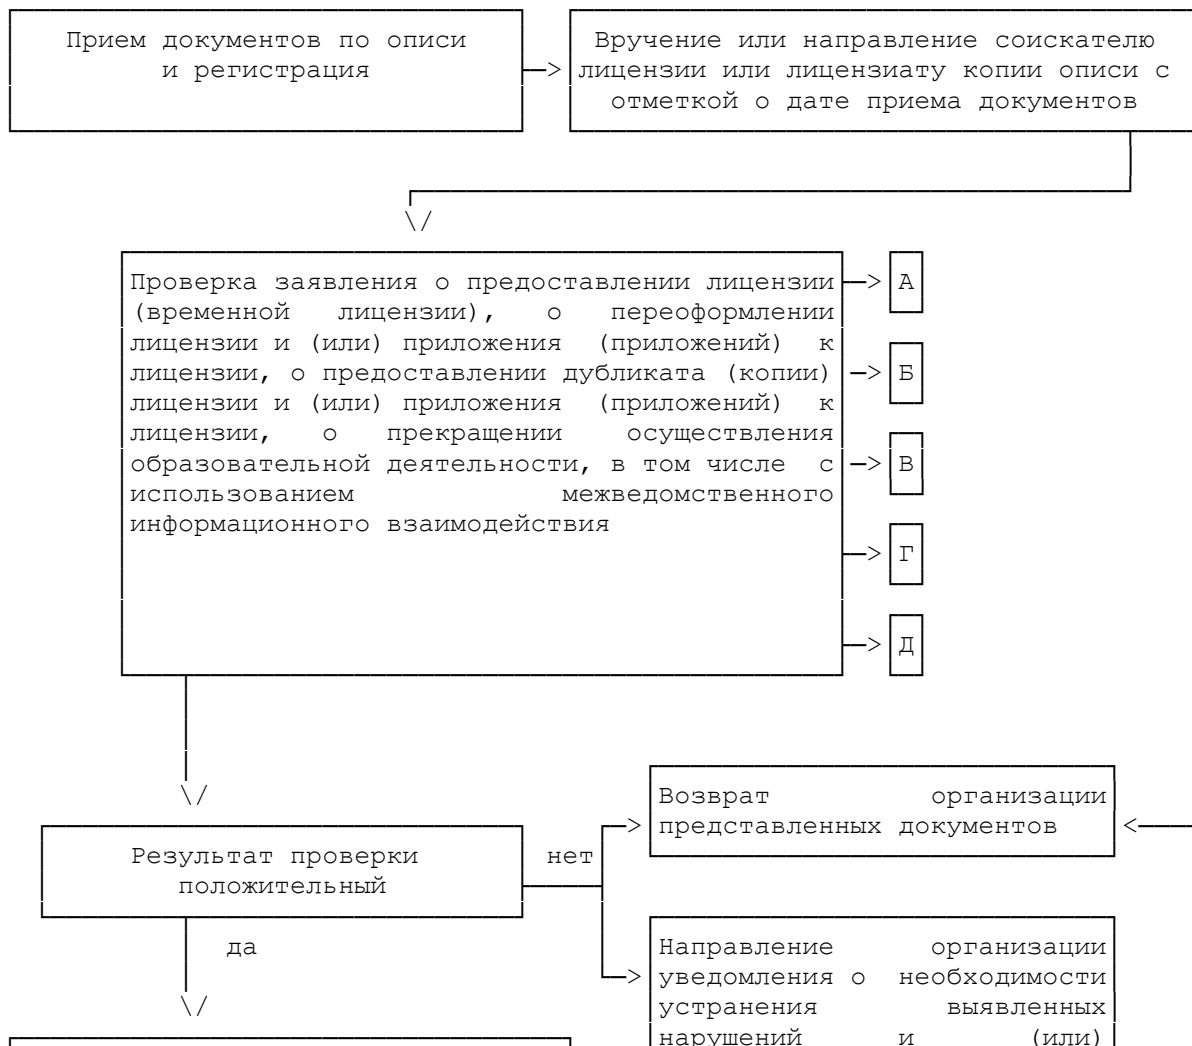 Прием документов по описи
и регистрация
Вручение или направление соискателю
лицензии или лицензиату копии описи с
отметкой о дате приема документов
Проверка заявления о предоставлении лицензии
(временной лицензии), о переоформлении
лицензии и (или) приложения (приложений) к
лицензии, о предоставлении дубликата (копии)
лицензии и (или) приложения (приложений) к
лицензии, о прекращении осуществления
образовательной деятельности, в том числе с
использованием межведомственного
информационного взаимодействия
А
Б
В
Г
Д
Результат проверки
положительный
нет
да
Возврат организации
представленных документов
Направление организации
уведомления о необходимости
устранения выявленных
нарушений и (или)